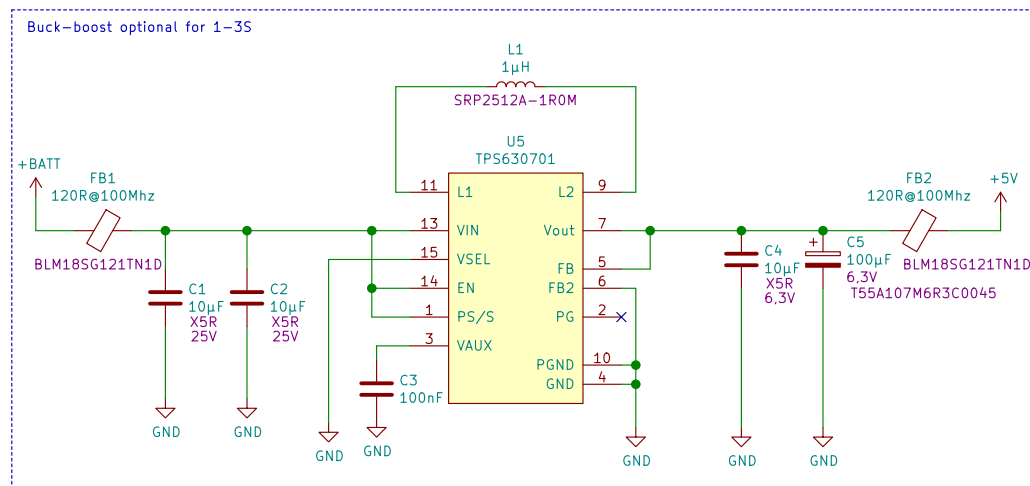 Buck-boost optional for 1-3S
L1
1µH
SRP2512A-1R0M
U5
TPS630701
+BATT
FB1
120R@100Mhz
BLM18SG121TN1D
11
L1
L2
9
13
VIN
Vout
7
15
VSEL
FB
5
14
EN
FB2
6
1
PS/S
PG
2
3
VAUX
PGND
10
GND
4
C1
10µF
X5R
25V
C2
10µF
X5R
25V
C3
100nF
C4
10µF
X5R
6,3V
+
C5
100µF
6,3V
T55A107M6R3C0045
FB2
120R@100Mhz
BLM18SG121TN1D
+5V
GND
GND
GND
GND
GND
GND
GND